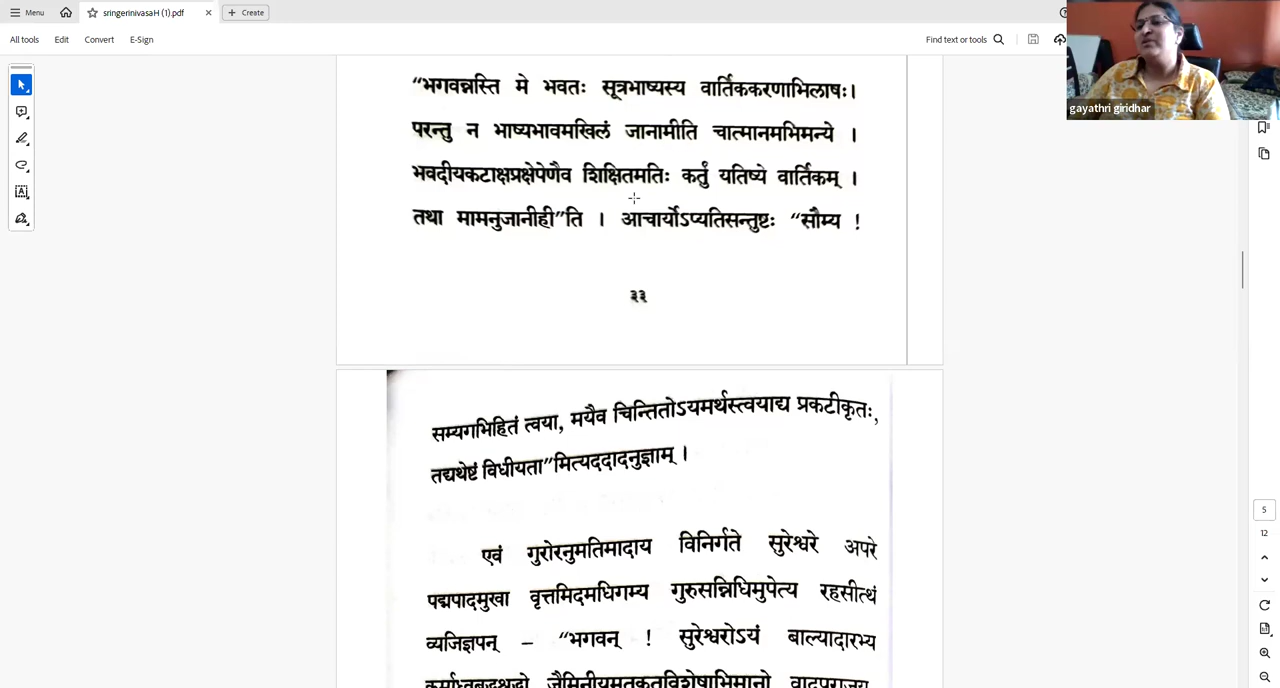 Menu
sringerinivasaH (1).pdf
Create
All tools
Edit
Convert
E-Sign
Find text or tools
gayathri giridhar
“भगवन्नस्ति मे भवतः सूत्रभाष्यस्य वार्तिककरणाभिलाषः।
परन्तु न भाष्यभावमखिलं जानामीति चात्मानमभिमन्ये ।
भवदीयकटाक्षप्रक्षेपेणैव शिक्षितमतिः कर्तुं यतिष्ये वार्तिकम् ।
तथा मामनुजानीही”ति । आचार्योऽप्यतिसन्तुष्टः “सौम्य !
३३
सम्यगभिहितं त्वया, मयैव चिन्तितोऽयमर्थस्त्वयाद्य प्रकटीकृतः,
तद्यथेष्टं विधीयता”मित्यददादनुज्ञाम् ।
एवं गुरोरनुमतिमादाय विनिर्गते सुरेश्वरे अपरे
पद्मपादमुखा वृत्तमिदमधिगम्य गुरुसन्निधिमुपेत्य रहसीत्थं
व्यजिज्ञपन् – “भगवन् ! सुरेश्वरोऽयं बाल्यादारभ्य
5
12